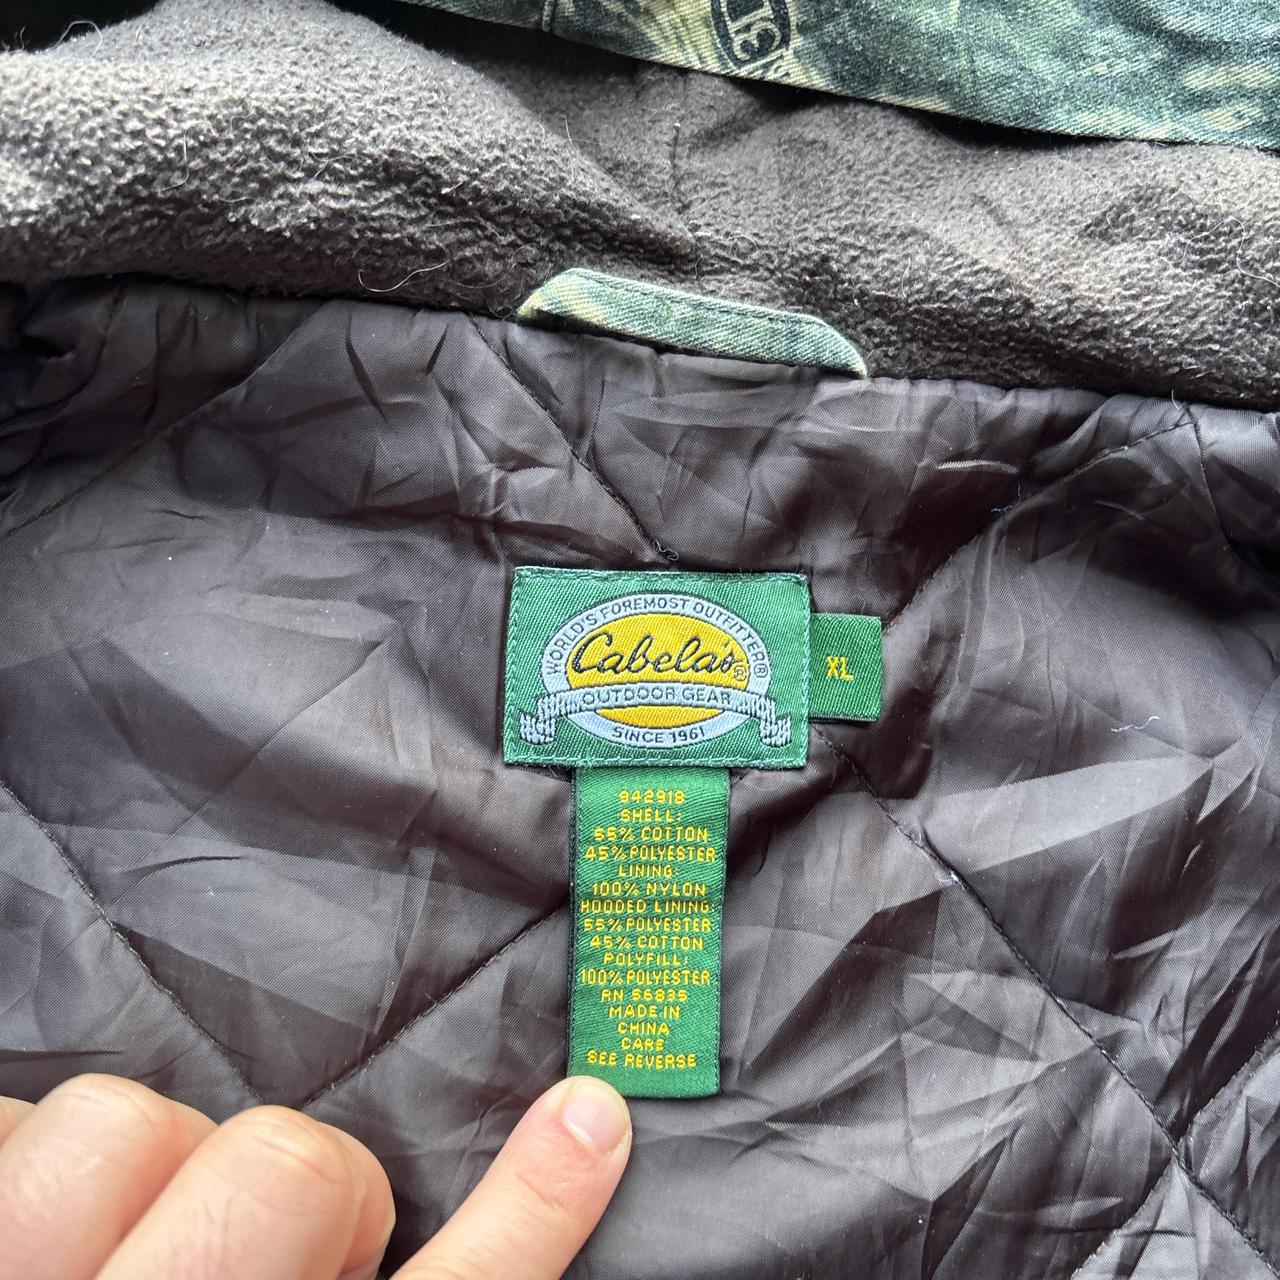 WORLD'S FOREMOST OUTFITTER®
Cabela's®
OUTDOOR GEAR
SINCE 1961
XL
942918
SHELL:
55% COTTON
45% POLYESTER
LINING:
100% NYLON
HOODED LINING:
55% POLYESTER
45% COTTON
POLYFILL:
100% POLYESTER
RN 56835
MADE IN
CHINA
CARE
SEE REVERSE